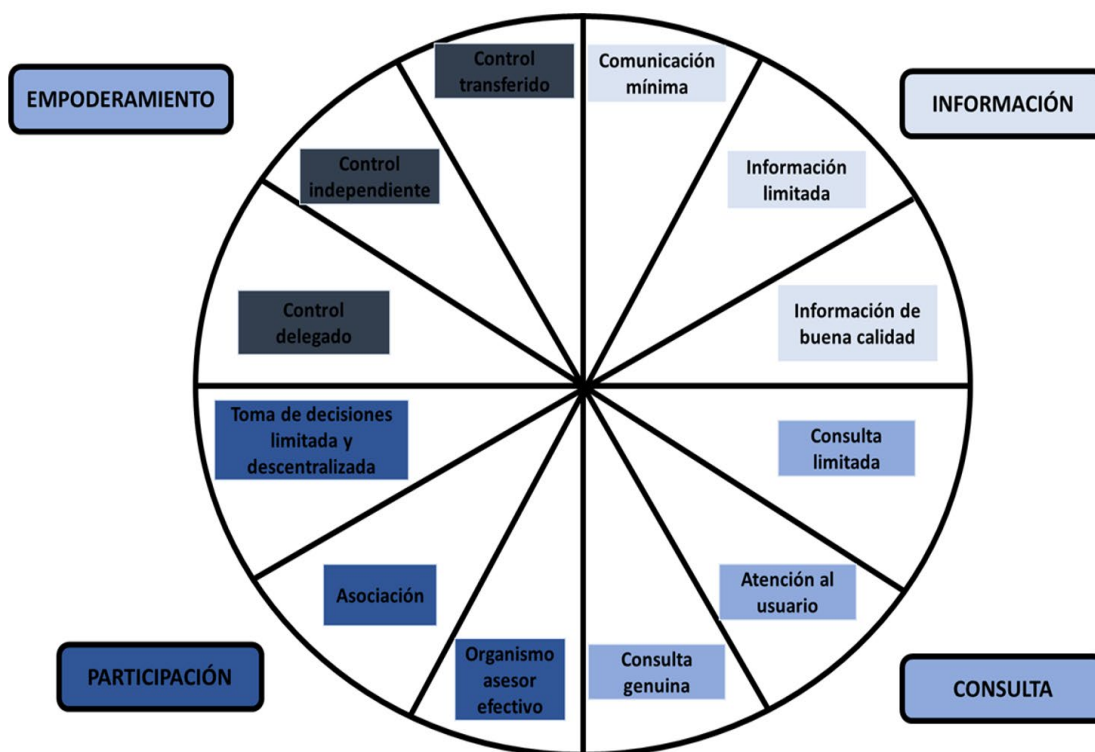 EMPODERAMIENTO
INFORMACIÓN
Control
transferido
Comunicación
mínima
Control
independiente
Información
limitada
Control
delegado
Información de
buena calidad
Toma de decisiones
limitada y
descentralizada
Consulta
limitada
Asociación
Atención al
usuario
Organismo
asesor
efectivo
Consulta
genuina
PARTICIPACIÓN
CONSULTA